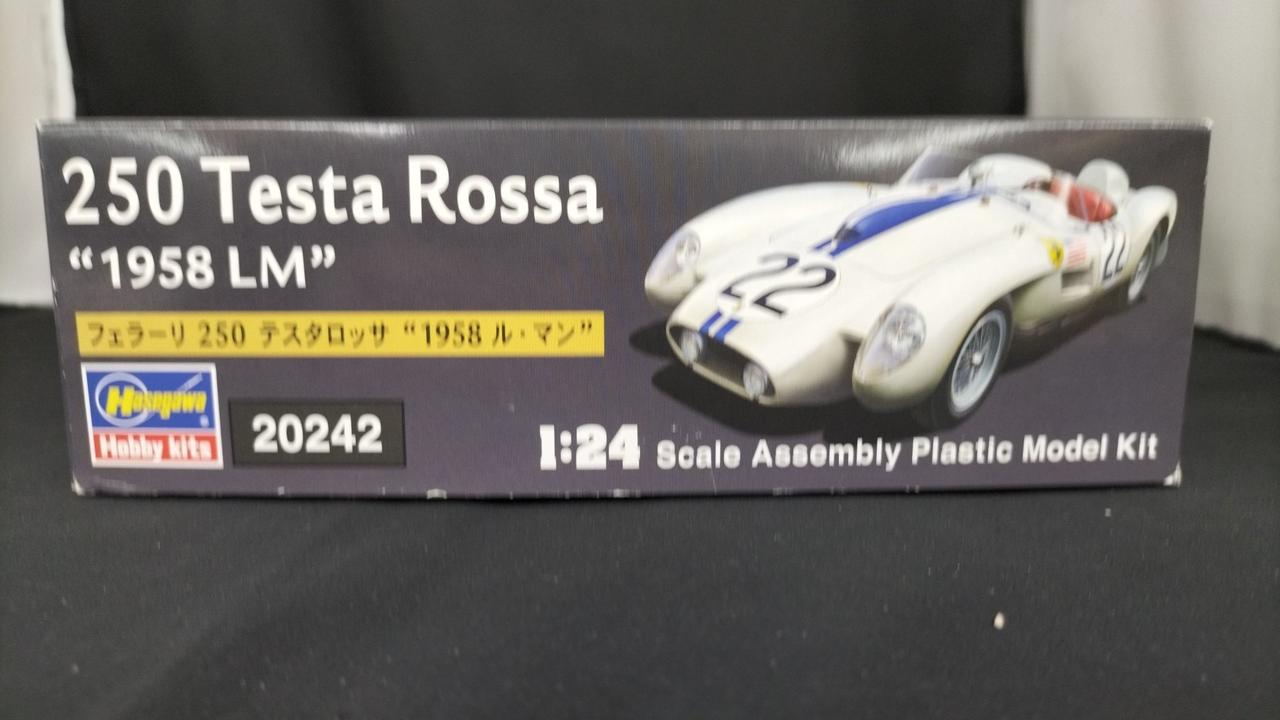 250 Testa Rossa
“1958 LM”
フェラーリ 250 テスタロッサ “1958 ル・マン”
Hasegawa
Hobby kits
20242
1:24 Scale Assembly Plastic Model Kit
22
22